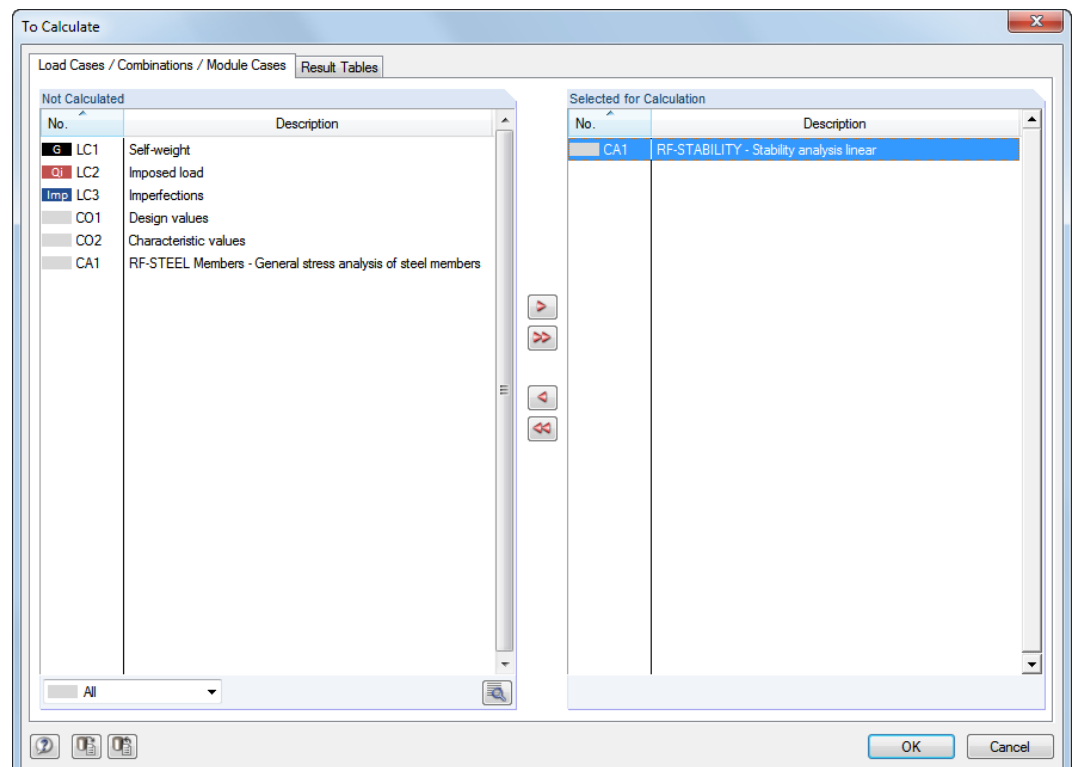 To Calculate
x
Load Cases / Combinations / Module Cases Result Tables
Not Calculated
No. Description
G LC1 Self-weight
Qi LC2 Imposed load
Imp LC3 Imperfections
CO1 Design values
CO2 Characteristic values
CA1 RF-STEEL Members - General stress analysis of steel members
All
>
>>
Selected for Calculation
No. Description
CA1 RF-STABILITY - Stability analysis linear
OK Cancel